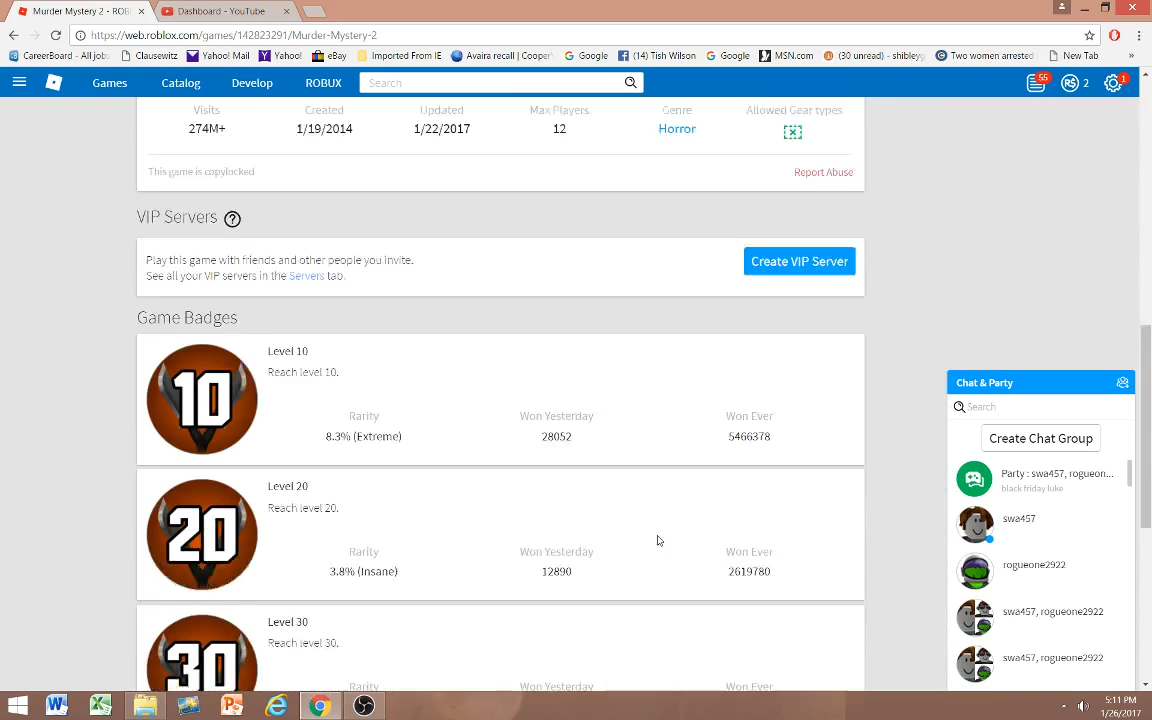 Murder Mystery 2 - ROB
Dashboard - YouTube
https://web.roblox.com/games/142823291/Murder-Mystery-2
CareerBoard - All jobs
Clausewitz
Yahoo! Mail
Yahoo!
eBay
Imported From IE
Avaira recall | Cooper
Google
(14) Tish Wilson
Google
MSN.com
(30 unread) - shibley
Two women arrested
New Tab
»
Games
Catalog
Develop
ROBUX
Search
55
R$ 2
1
Visits
Created
Updated
Max Players
Genre
Allowed Gear types
274M+
1/19/2014
1/22/2017
12
Horror
This game is copylocked
Report Abuse
VIP Servers ?
Play this game with friends and other people you invite.
See all your VIP servers in the Servers tab.
Create VIP Server
Game Badges
10
Level 10
Reach level 10.
Rarity
Won Yesterday
Won Ever
8.3% (Extreme)
28052
5466378
20
Level 20
Reach level 20.
Rarity
Won Yesterday
Won Ever
3.8% (Insane)
12890
2619780
30
Level 30
Reach level 30.
Rarity
Won Yesterday
Won Ever
Chat & Party
Search
Create Chat Group
Party : swa457, rogueon...
black friday luke
swa457
rogueone2922
swa457, rogueone2922
swa457, rogueone2922
5:11 PM
1/26/2017